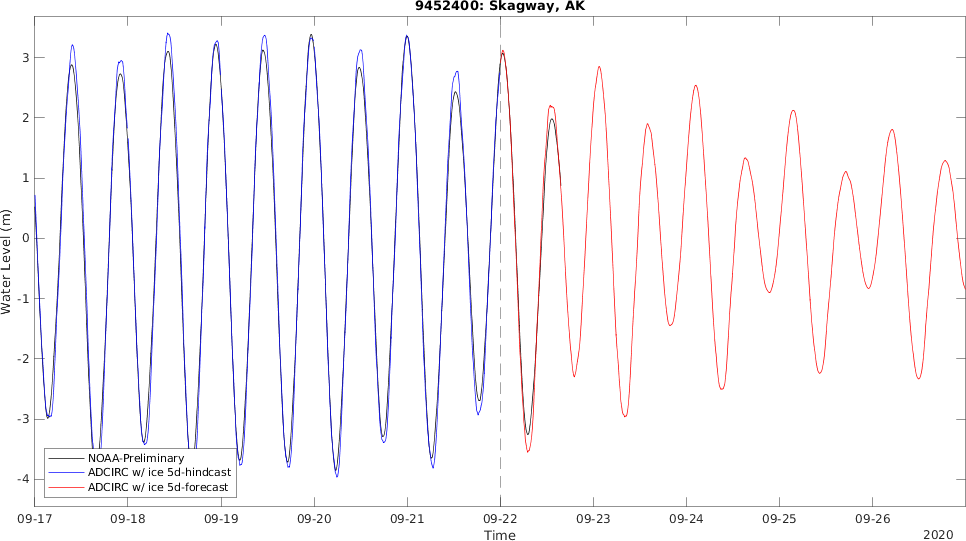 9452400: Skagway, AK
Water Level (m)
3
2
1
0
-1
-2
-3
-4
NOAA-Preliminary
ADCIRC w/ ice 5d-hindcast
ADCIRC w/ ice 5d-forecast
09-17 09-18 09-19 09-20 09-21 09-22 09-23 09-24 09-25 09-26
Time
2020